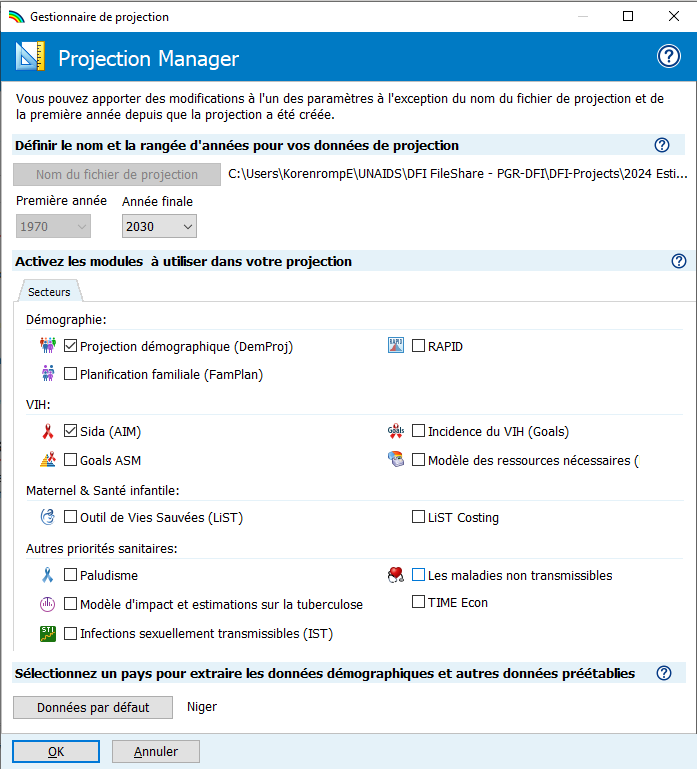 Gestionnaire de projection
Projection Manager
Vous pouvez apporter des modifications à l'un des paramètres à l'exception du nom du fichier de projection et de
la première année depuis que la projection a été créée.
Définir le nom et la rangée d'années pour vos données de projection
Nom du fichier de projection C:\Users\KorenrompE\UNAIDS\DFI FileShare - PGR-DFI\DFI-Projects\2024 Esti...
Première année Année finale
1970 2030
Activez les modules à utiliser dans votre projection
Secteurs
Démographie:
Projection démographique (DemProj) RAPID RAPID
Planification familiale (FamPlan)
VIH:
Sida (AIM) Goals Incidence du VIH (Goals)
Goals ASM Modèle des ressources nécessaires (
Maternel & Santé infantile:
Outil de Vies Sauvées (LiST) LiST Costing
Autres priorités sanitaires:
Paludisme Les maladies non transmissibles
Modèle d'impact et estimations sur la tuberculose TIME Econ
STI Infections sexuellement transmissibles (IST)
Sélectionnez un pays pour extraire les données démographiques et autres données préétablies
Données par défaut Niger
OK Annuler